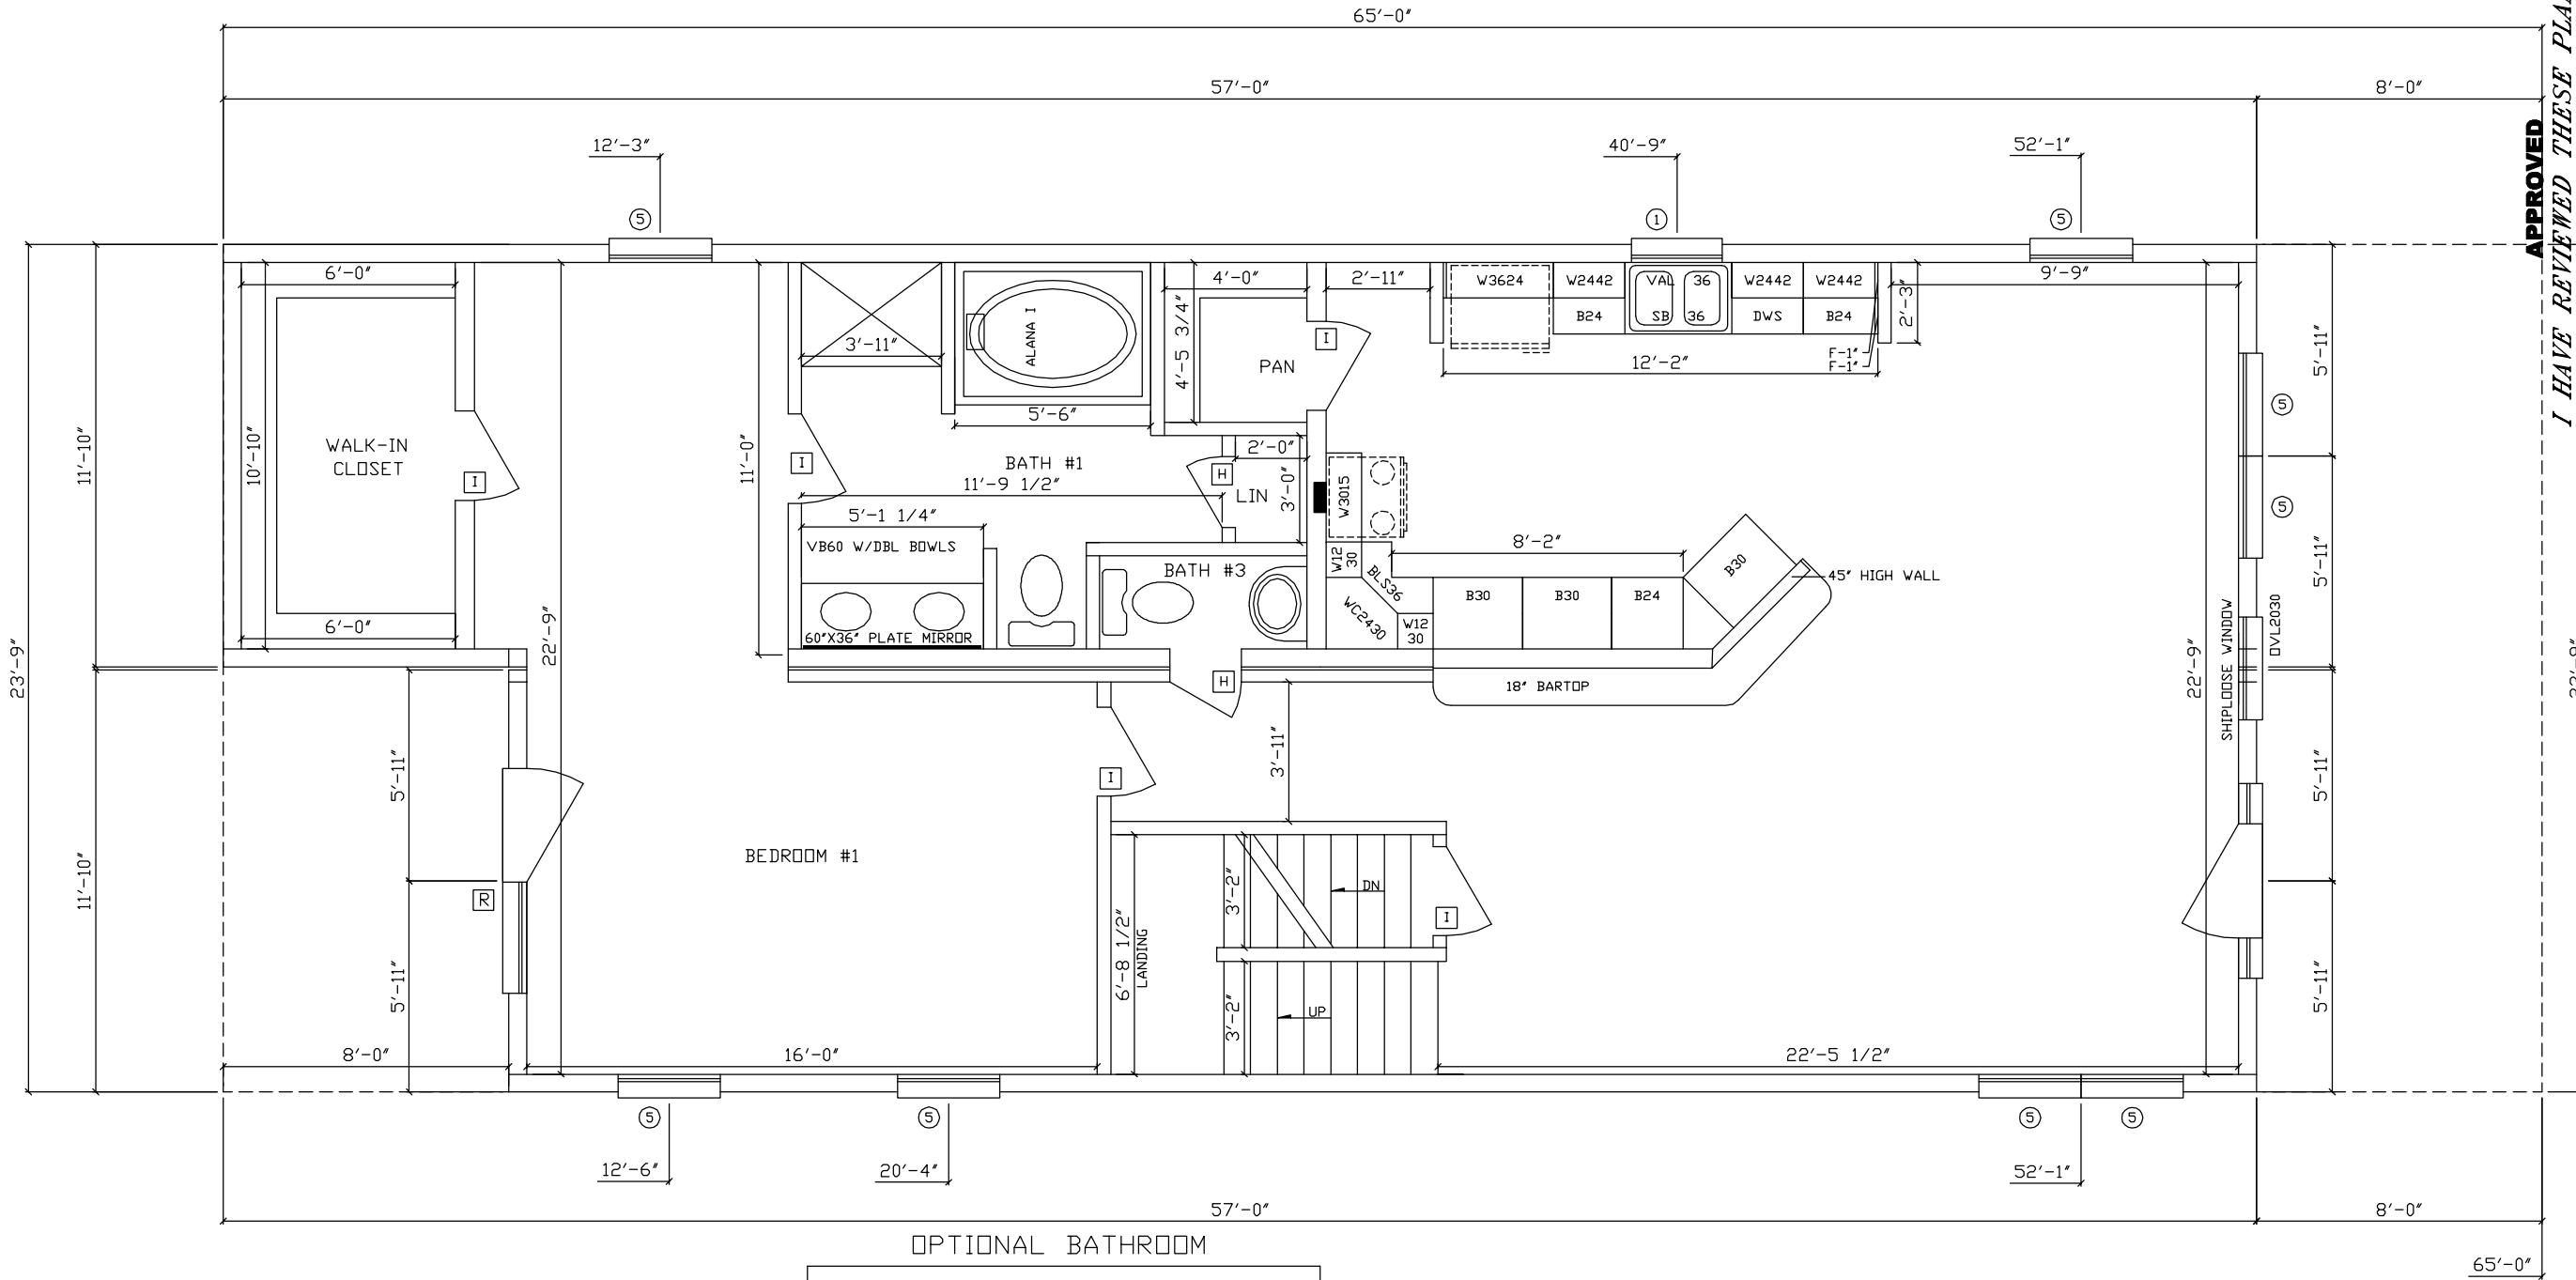 65'-0"
57'-0"
8'-0"
12'-3"
40'-9"
52'-1"
5
1
5
APPROVED
I HAVE REVIEWED THESE
6'-0"
4'-0"
2'-11"
W3624
W2442
VAL 36
W2442
W2442
9'-9"
B24
SB 36
DWS
B24
2'-3"
3'-11"
ALANA I
4'-5 3/4"
PAN
I
F-1"
F-1"
12'-2"
5'-11"
5
5'-6"
11'-10"
10'-10"
WALK-IN
CLOSET
I
11'-0"
I
BATH #1
H
2'-0"
11'-9 1/2"
LIN
3'-0"
W3015
5
5'-1 1/4"
VB60 W/DBL BOWLS
8'-2"
W12
30
BLS36
B30
BATH #3
45" HIGH WALL
5'-11"
B30
B30
B24
WC2430
W12
30
6'-0"
60"X36" PLATE MIRROR
22'-9"
23'-9"
SHIPLOOSE WINDOW
OVL2030
22'-9"
H
18" BARTOP
3'-11"
5'-11"
I
5'-11"
BEDROOM #1
11'-10"
R
DN
3'-2"
I
6'-8 1/2"
LANDING
5'-11"
3'-2"
UP
5'-11"
8'-0"
16'-0"
22'-5 1/2"
5
5
5
5
12'-6"
20'-4"
52'-1"
57'-0"
8'-0"
OPTIONAL BATHROOM
65'-0"